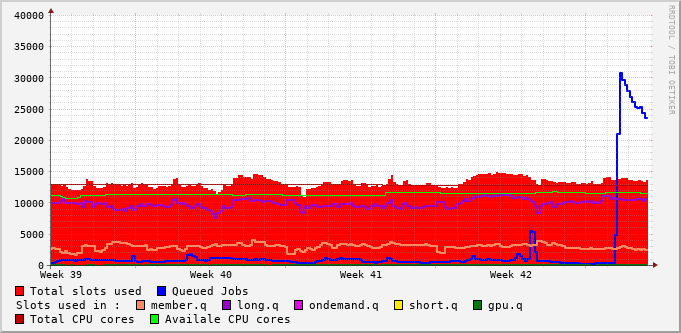 RRDTOOL / TOBI OETIKER
40000
35000
30000
25000
20000
15000
10000
5000
0
Week 39 Week 40 Week 41 Week 42
Total slots used Queued Jobs
Slots used in : member.q long.q ondemand.q short.q gpu.q
Total CPU cores Availale CPU cores